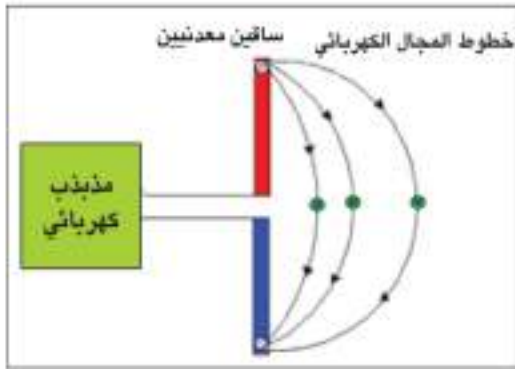 ساقين معدنيين
خطوط المجال الكهربائي
مذبذب
كهربائي